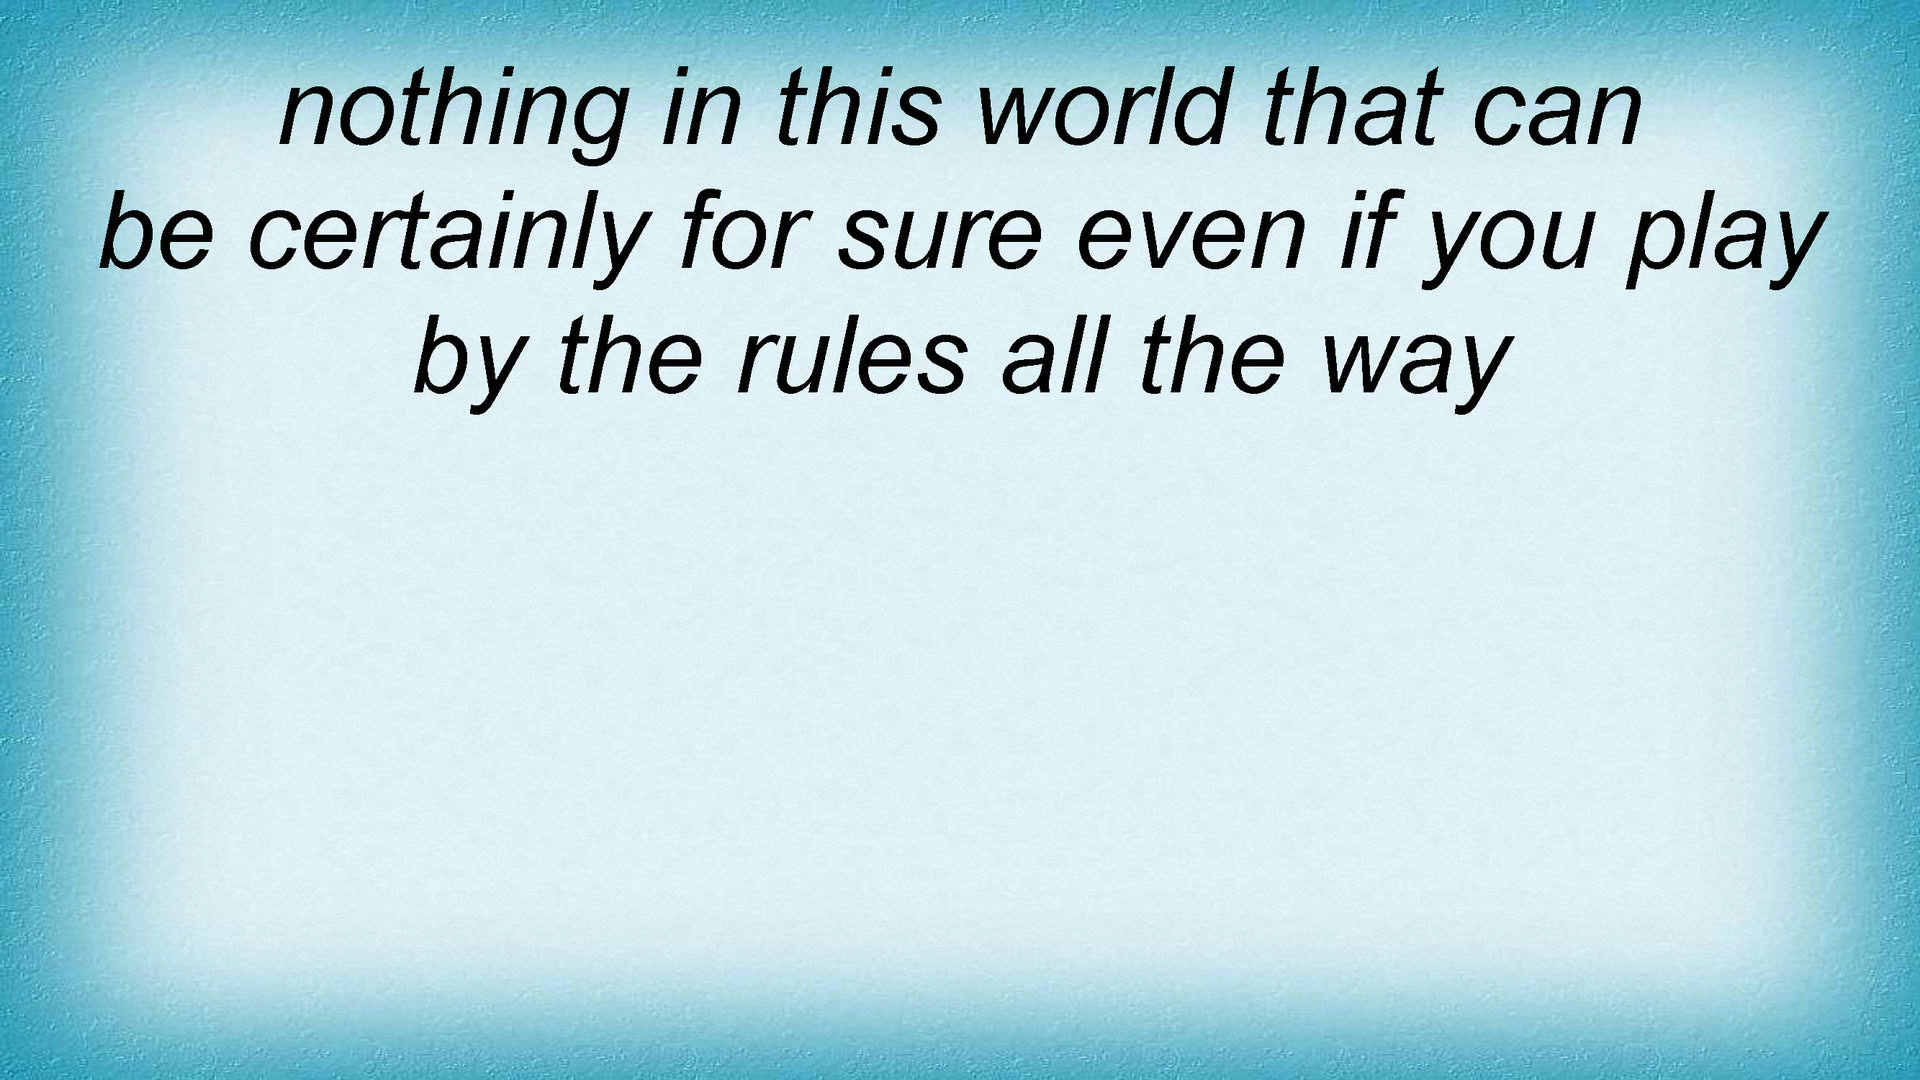 nothing in this world that can
be certainly for sure even if you play
by the rules all the way